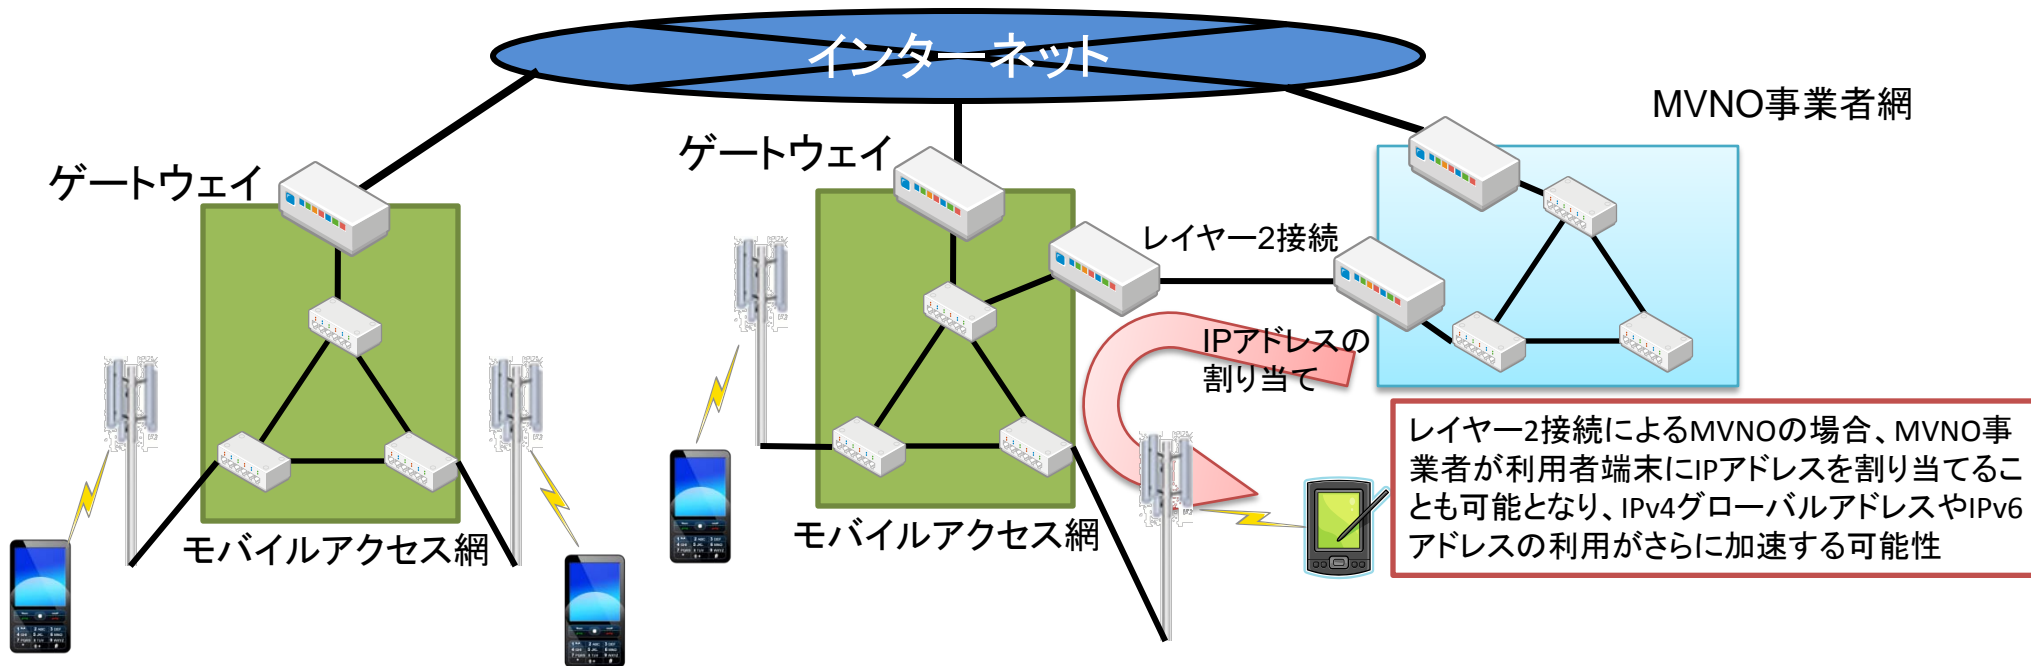 インターネット
MVNO事業者網
ゲートウェイ
ゲートウェイ
レイヤー2接続
IPアドレスの
割り当て
モバイルアクセス網
モバイルアクセス網
レイヤー2接続によるMVNOの場合、MVNO事
業者が利用者端末にIPアドレスを割り当てるこ
とも可能となり、IPv4グローバルアドレスやIPv6
アドレスの利用がさらに加速する可能性